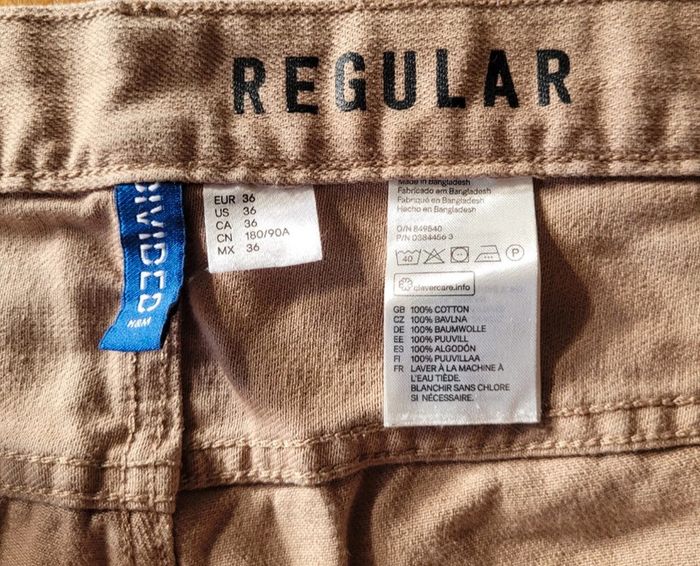 REGULAR
DIVIDED
H&M
EUR 36
US 36
CA 36
CN 180/90A
MX 36
Made in Bangladesh
Fabricado em Bangladesh
Fabriqué en Bangladesh
Hecho en Bangladesh
O/N 849540
P/N 0384456 3
40
P
clevercare.info
GB 100% COTTON
CZ 100% BAVLNA
DE 100% BAUMWOLLE
EE 100% PUUVILL
ES 100% ALGODÓN
FI 100% PUUVILLAA
FR LAVER À LA MACHINE À
L'EAU TIÈDE.
BLANCHIR SANS CHLORE
SI NÉCESSAIRE.